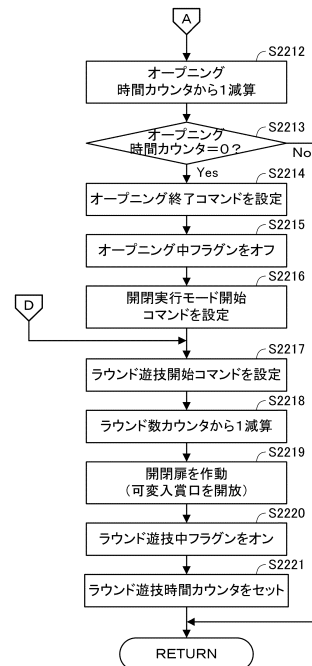 A
S2212
オープニング
時間カウンタから1減算
S2213
オープニング
時間カウンタ=0?
No
Yes
S2214
オープニング終了コマンドを設定
S2215
オープニング中フラグンをオフ
S2216
開閉実行モード開始
コマンドを設定
D
S2217
ラウンド遊技開始コマンドを設定
S2218
ラウンド数カウンタから1減算
S2219
開閉扉を作動
(可変入賞口を開放)
S2220
ラウンド遊技中フラグンをオン
S2221
ラウンド遊技時間カウンタをセット
RETURN